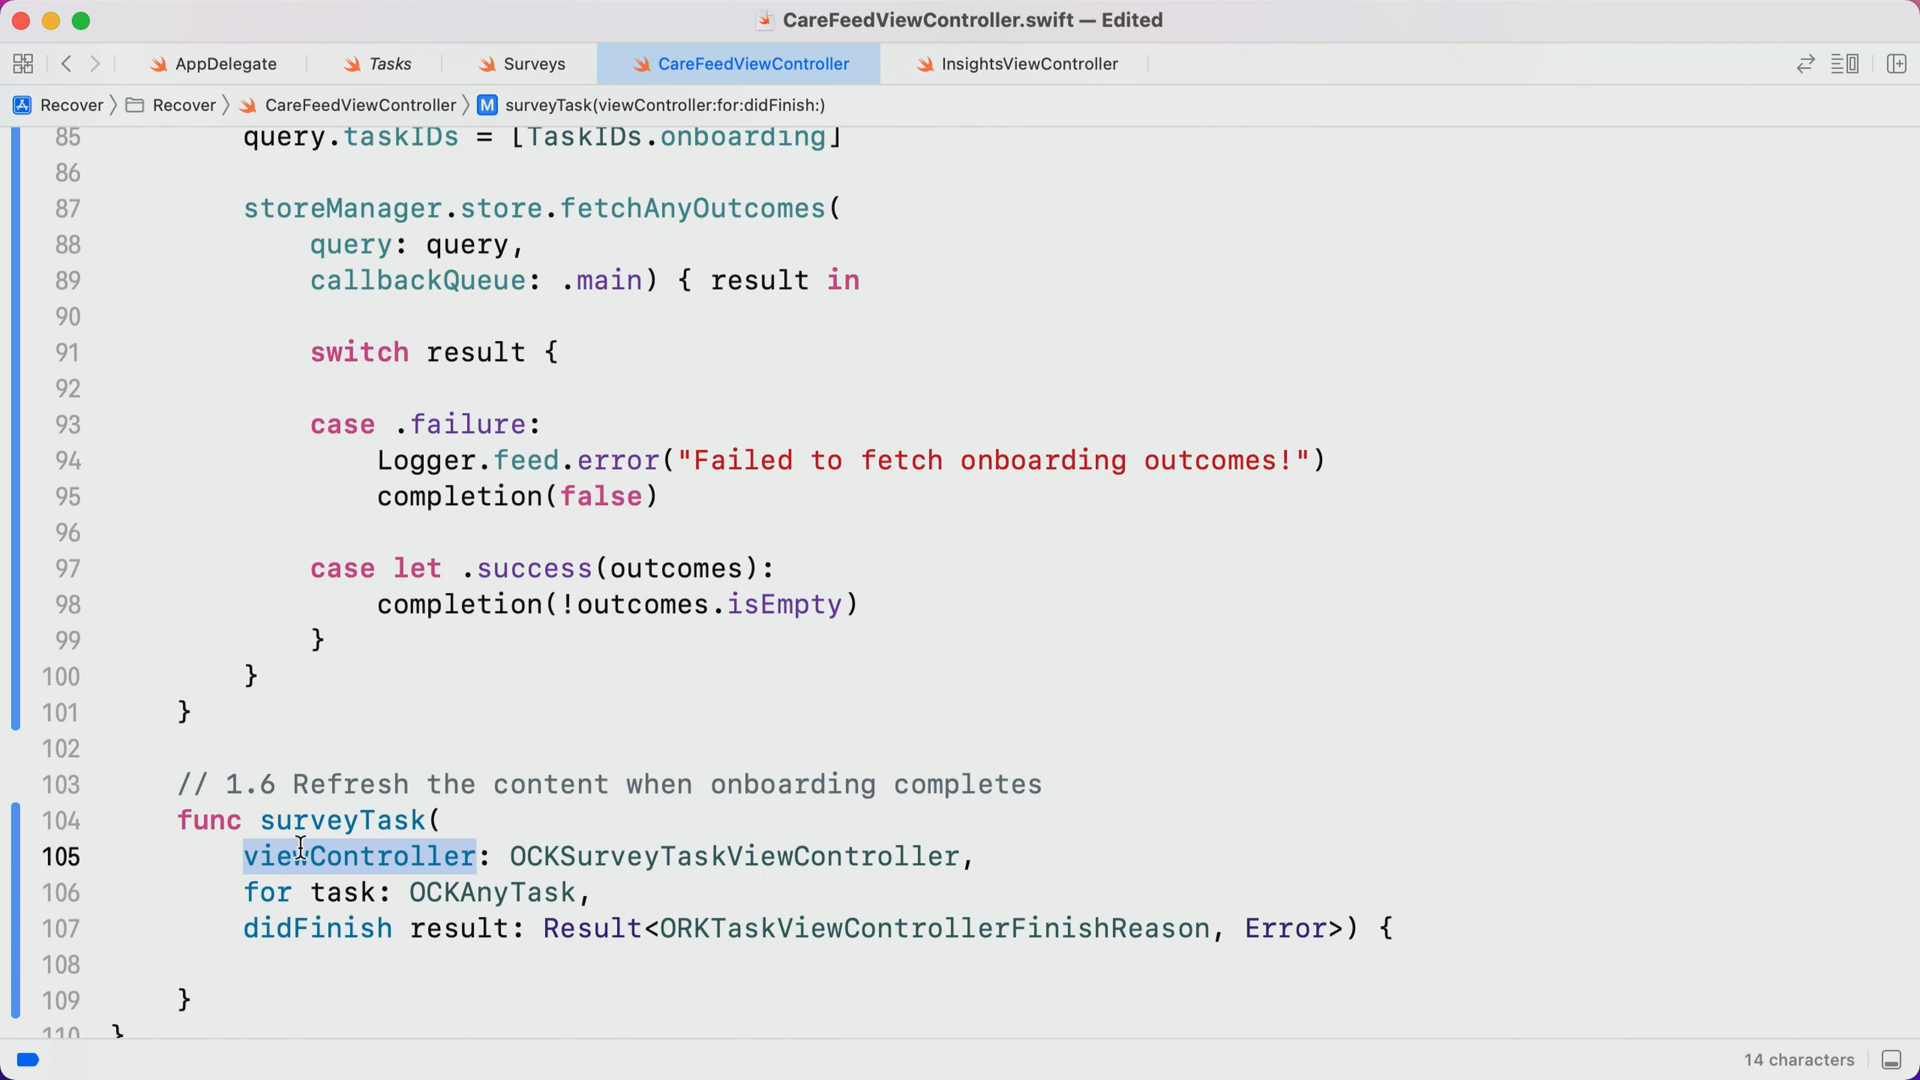 CareFeedViewController.swift — Edited
AppDelegate
Tasks
Surveys
CareFeedViewController
InsightsViewController
Recover
Recover
CareFeedViewController
M
surveyTask(viewController:for:didFinish:)
85 query.taskIDs = [TaskIDs.onboarding]
86
87 storeManager.store.fetchAnyOutcomes(
88 query: query,
89 callbackQueue: .main) { result in
90
91 switch result {
92
93 case .failure:
94 Logger.feed.error("Failed to fetch onboarding outcomes!")
95 completion(false)
96
97 case let .success(outcomes):
98 completion(!outcomes.isEmpty)
99 }
100 }
101 }
102
103 // 1.6 Refresh the content when onboarding completes
104 func surveyTask(
105 viewController: OCKSurveyTaskViewController,
106 for task: OCKAnyTask,
107 didFinish result: Result<ORKTaskViewControllerFinishReason, Error>) {
108
109 }
110 }
14 characters